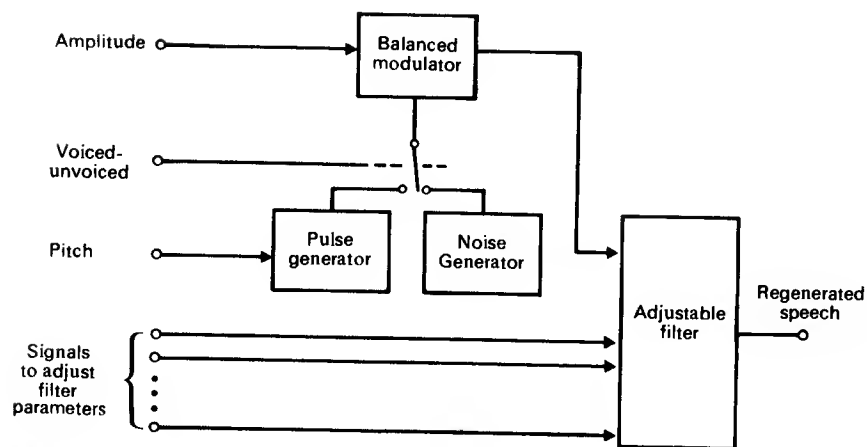 Amplitude
Balanced
modulator
Voiced-
unvoiced
Pitch
Pulse
generator
Noise
Generator
Signals
to adjust
filter
parameters
Adjustable
filter
Regenerated
speech